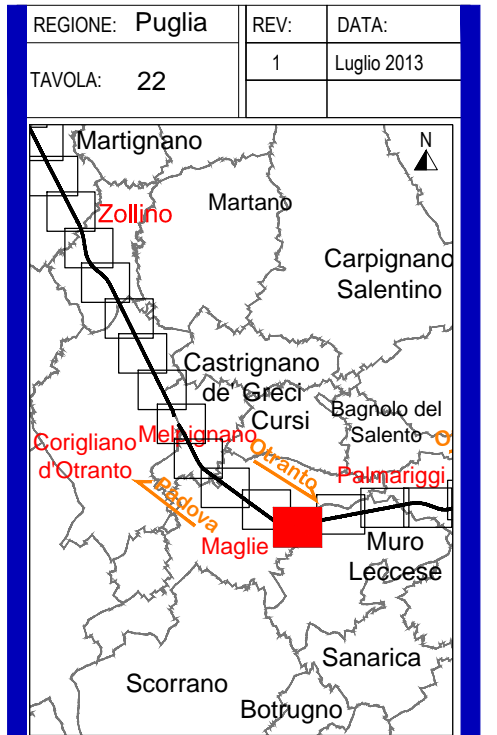 REGIONE: Puglia
REV:
DATA:
1
Luglio 2013
TAVOLA: 22
Martignano
N
Zollino
Martano
Carpignano
Salentino
Castrignano
de' Greci
Cursi
Bagnolo del
Salento
O
Corigliano
d'Otranto
Melpignano
Otranto
Palmariggi
Padova
Maglie
Muro
Leccese
Sanarica
Scorrano
Botrugno